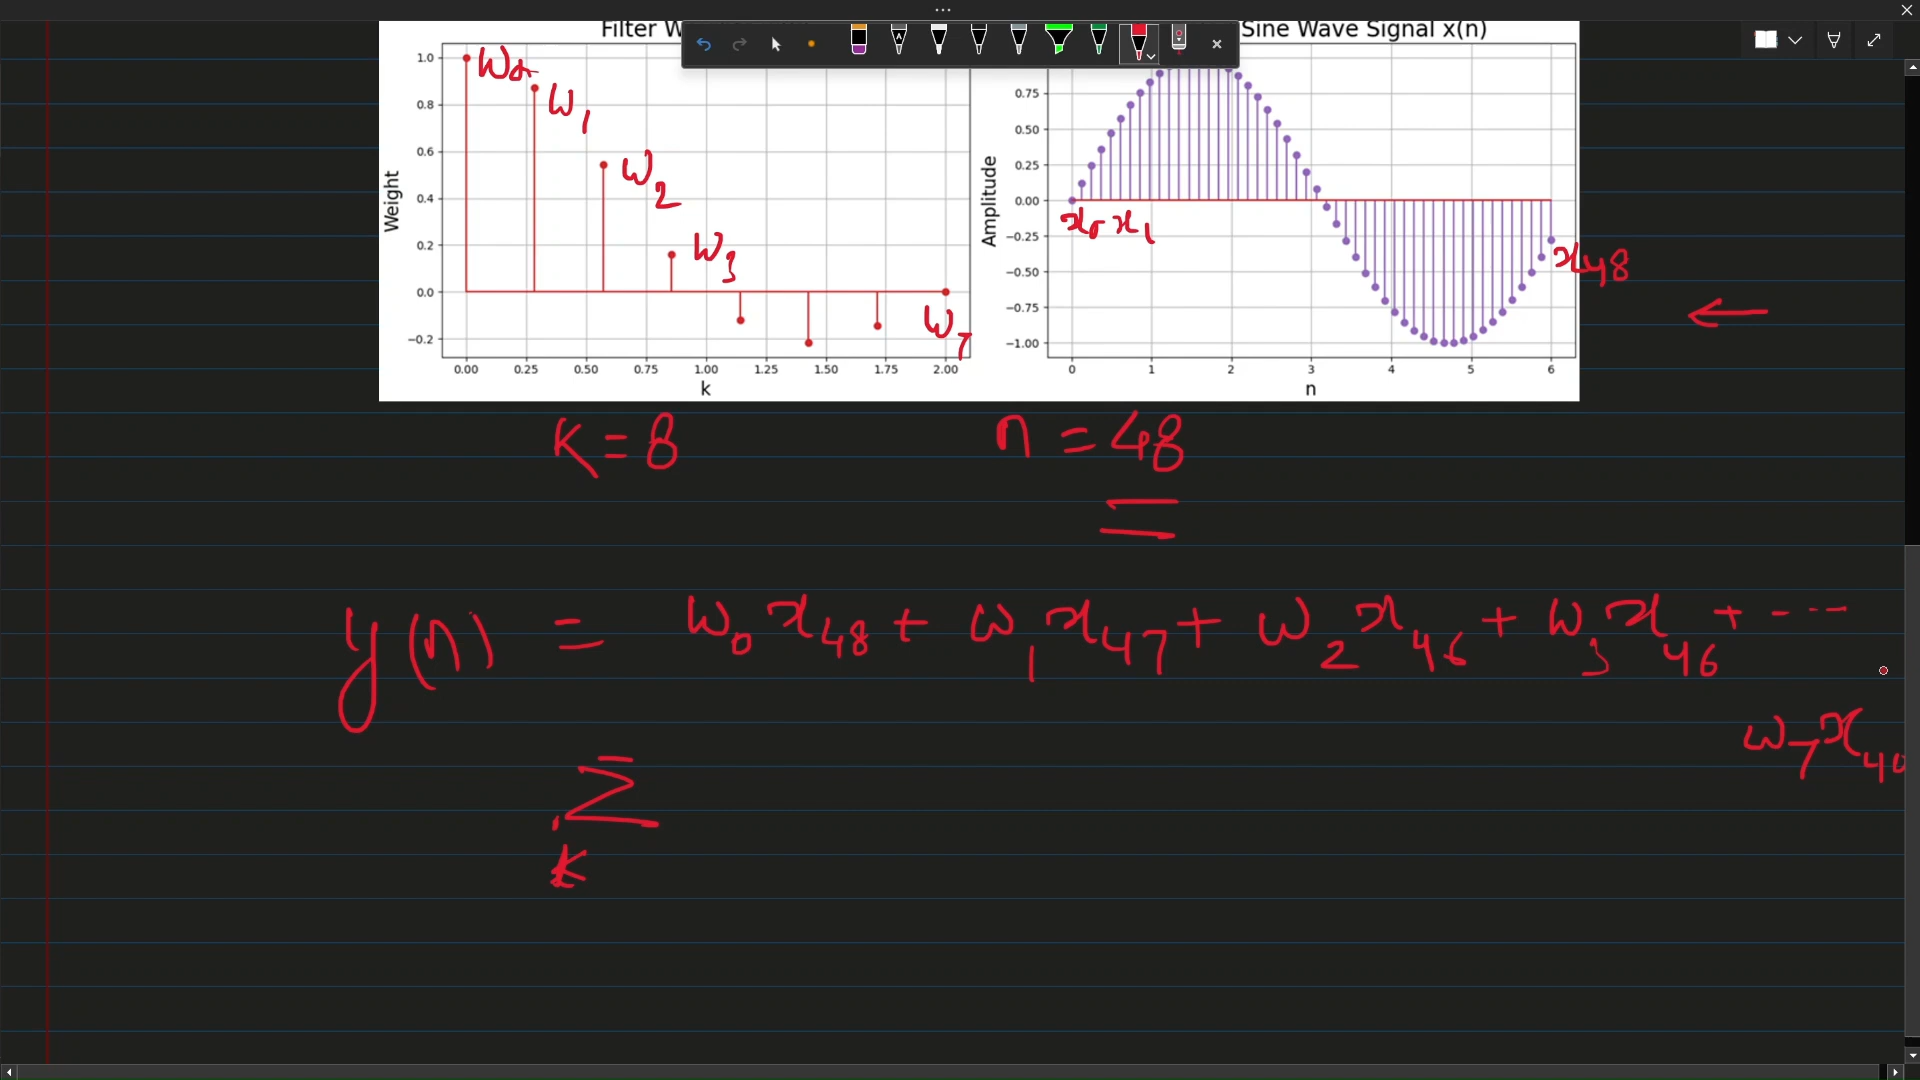 Filter W
Sine Wave Signal x(n)
1.0
0.8
0.6
0.4
0.2
0.0
−0.2
Weight
0.00 0.25 0.50 0.75 1.00 1.25 1.50 1.75 2.00
k
W₁
W₂
W₃
W₇
0.75
0.50
0.25
0.00
−0.25
−0.50
−0.75
−1.00
Amplitude
0 1 2 3 4 5 6
n
x₀ x₁
x₄₈
K = 8
n = 48
y(n) = W₀x₄₈ + W₁x₄₇ + W₂x₄₆ + W₃x₄₆ + ---
W₇x₄₀
Σ
K